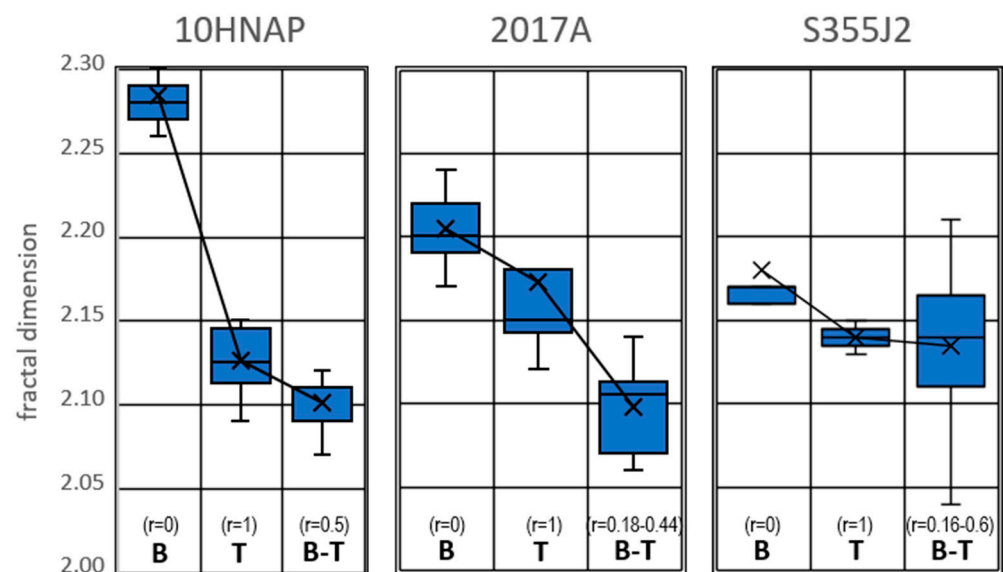 10HNAP 2017A S355J2
fractal dimension
2.30
2.25
2.20
2.15
2.10
2.05
2.00
(r=0) (r=1) (r=0.5) (r=0) (r=1) (r=0.18-0.44) (r=0) (r=1) (r=0.16-0.6)
B T B-T B T B-T B T B-T